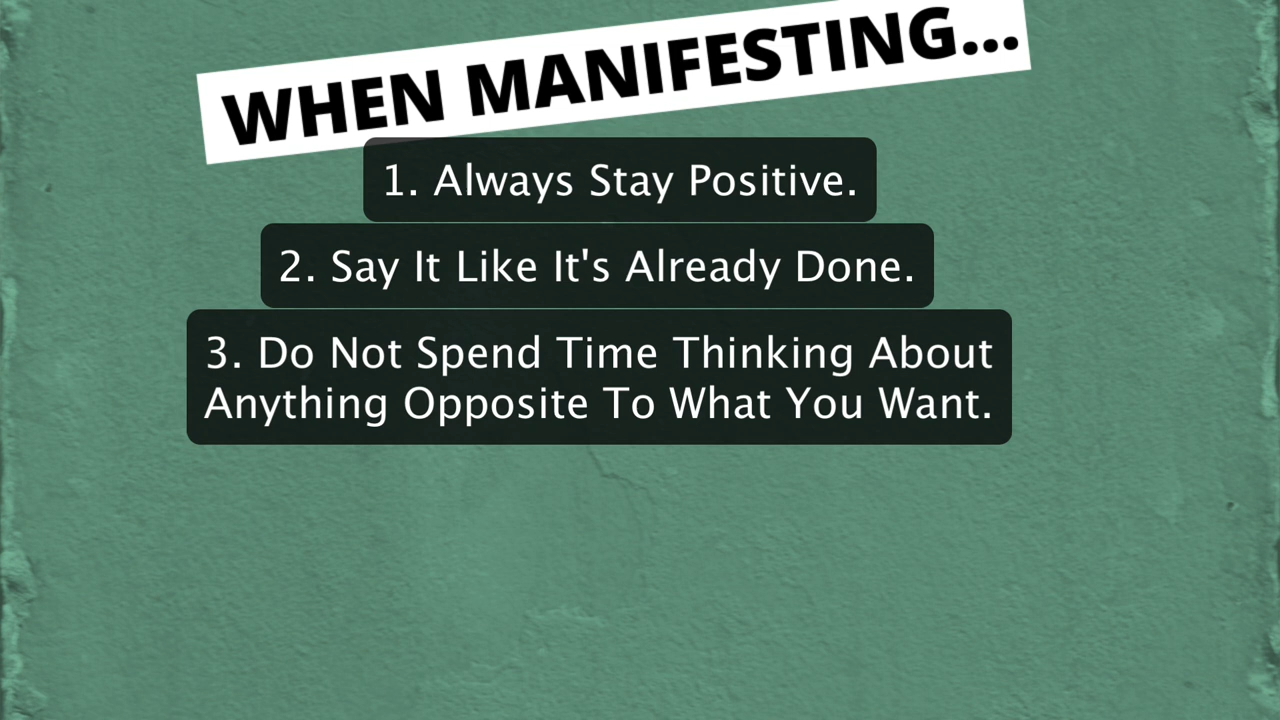 WHEN MANIFESTING...
1. Always Stay Positive.
2. Say It Like It's Already Done.
3. Do Not Spend Time Thinking About
Anything Opposite To What You Want.